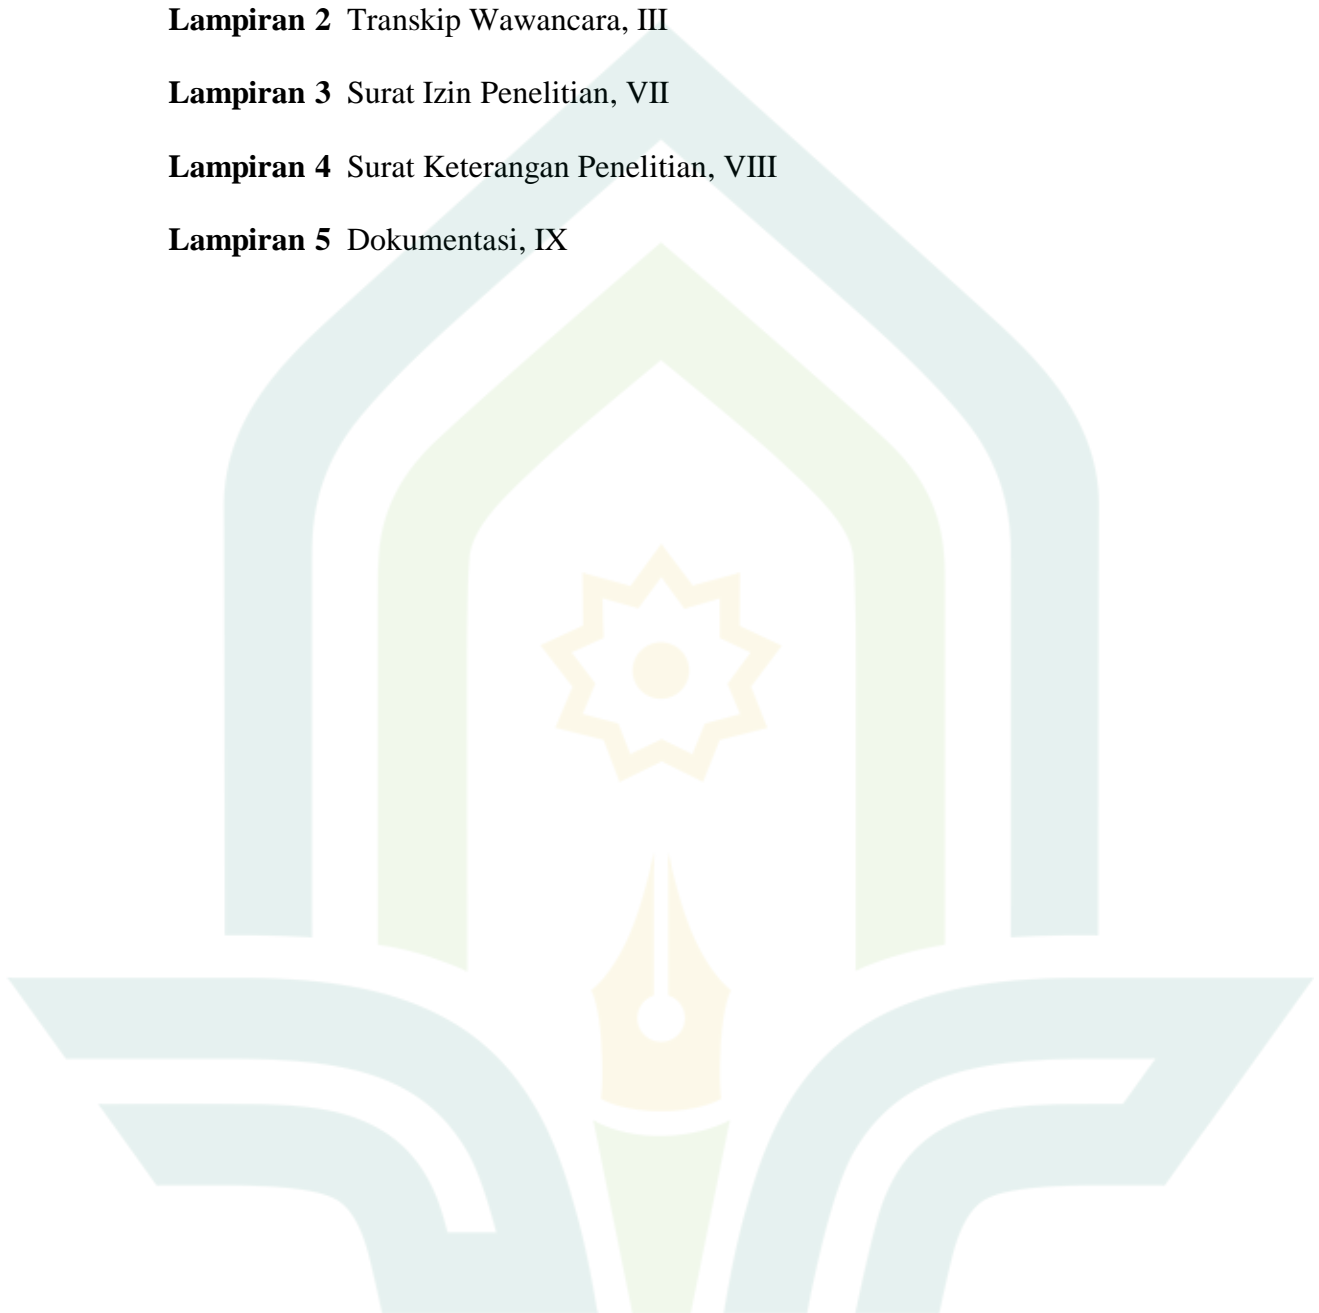 Lampiran 2 Transkip Wawancara, III
Lampiran 3 Surat Izin Penelitian, VII
Lampiran 4 Surat Keterangan Penelitian, VIII
Lampiran 5 Dokumentasi, IX